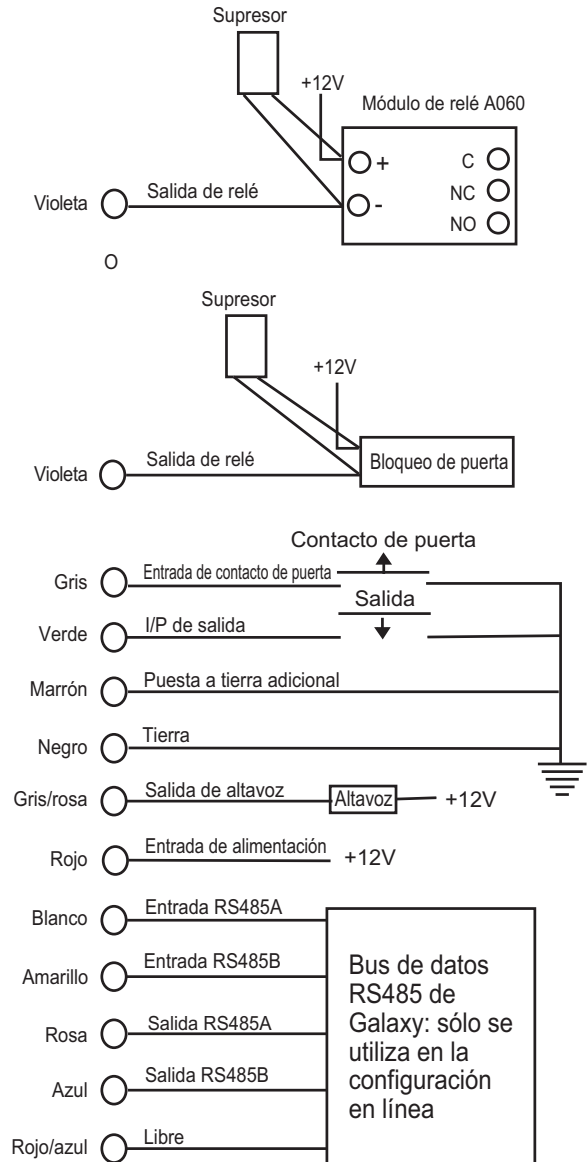 Supresor
+12V
Módulo de relé A060
+ C
Violeta Salida de relé - NC
NO
O
Supresor
+12V
Violeta Salida de relé Bloqueo de puerta
Contacto de puerta
Gris Entrada de contacto de puerta
Salida
Verde I/P de salida
Marrón Puesta a tierra adicional
Negro Tierra
Gris/rosa Salida de altavoz Altavoz +12V
Rojo Entrada de alimentación +12V
Blanco Entrada RS485A
Amarillo Entrada RS485B
Rosa Salida RS485A
Azul Salida RS485B
Rojo/azul Libre
Bus de datos
RS485 de
Galaxy: sólo se
utiliza en la
configuración
en línea